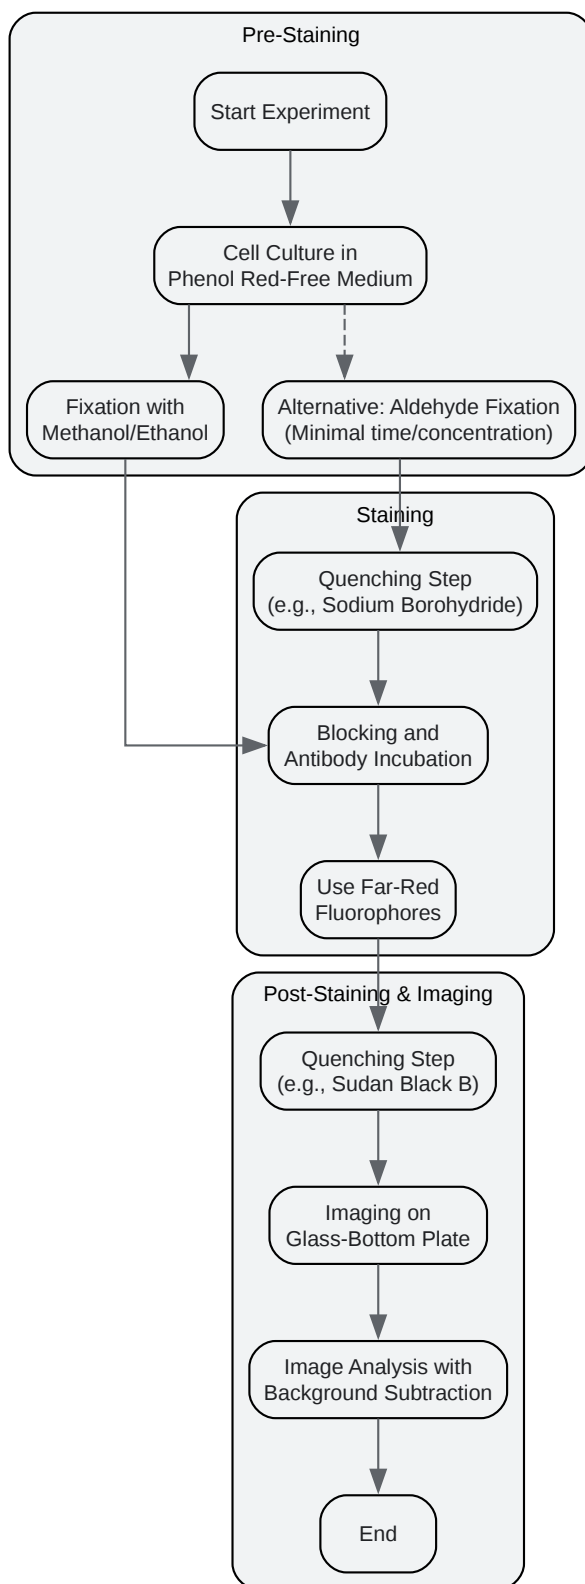 Pre-Staining
Start Experiment
Cell Culture in
Phenol Red-Free Medium
Fixation with
Methanol/Ethanol
Alternative: Aldehyde Fixation
(Minimal time/concentration)
Staining
Quenching Step
(e.g., Sodium Borohydride)
Blocking and
Antibody Incubation
Use Far-Red
Fluorophores
Post-Staining & Imaging
Quenching Step
(e.g., Sudan Black B)
Imaging on
Glass-Bottom Plate
Image Analysis with
Background Subtraction
End